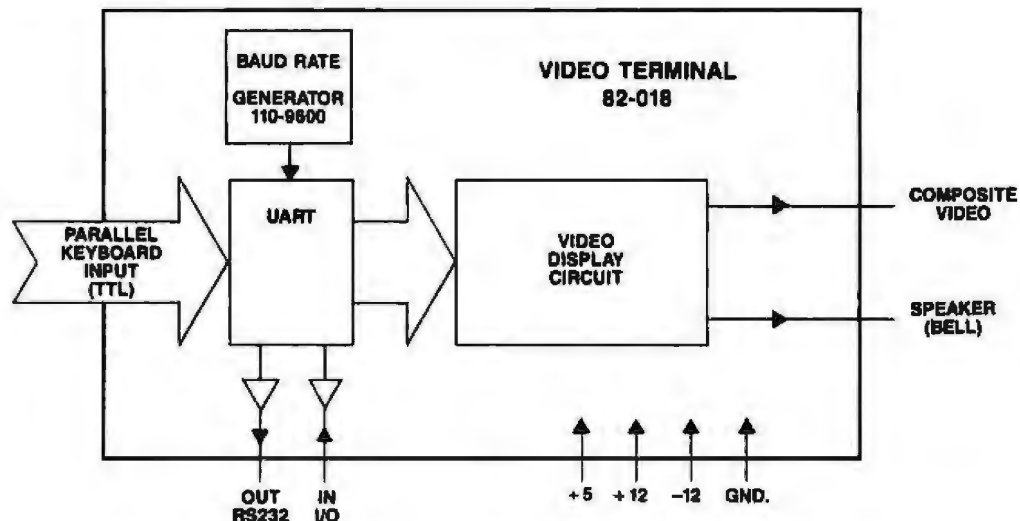 BAUD RATE
GENERATOR
110-9600
VIDEO TERMINAL
82-018
UART
PARALLEL
KEYBOARD
INPUT
(TTL)
VIDEO
DISPLAY
CIRCUIT
COMPOSITE
VIDEO
SPEAKER
(BELL)
OUT
RS232
IN
I/O
+5
+12
-12
GND.